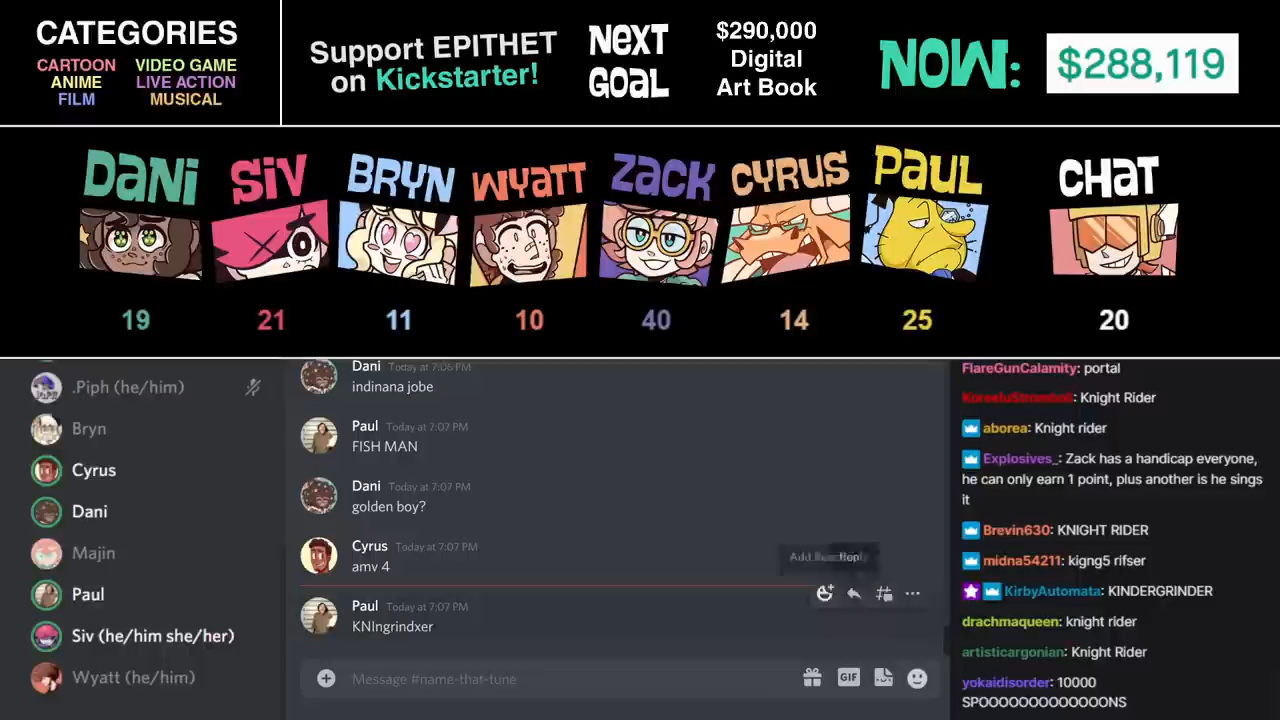 CATEGORIES
CARTOON
ANIME
FILM
VIDEO GAME
LIVE ACTION
MUSICAL
Support EPITHET
on Kickstarter!
NEXT
GOAL
$290,000
Digital
Art Book
NOW:
$288,119
DANI
SIV
BRYN
WYATT
ZACK
CYRUS
PAUL
CHAT
19
21
11
10
40
14
25
20
.Piph (he/him)
Bryn
Cyrus
Dani
Majin
Paul
Siv (he/him she/her)
Wyatt (he/him)
Dani Today at 7:06 PM
indinana jobe
Paul Today at 7:07 PM
FISH MAN
Dani Today at 7:07 PM
golden boy?
Cyrus Today at 7:07 PM
amv 4
Paul Today at 7:07 PM
KNIngrindxer
Message #name-that-tune
GIF
FlareGunCalamity: portal
: Knight Rider
aborea: Knight rider
Explosives_: Zack has a handicap everyone,
he can only earn 1 point, plus another is he sings
it
Brevin630: KNIGHT RIDER
midna54211: kigng5 rifser
KirbyAutomata: KINDERGRINDER
drachmaqueen: knight rider
artisticargonian: Knight Rider
yokaidisorder: 10000
SPOOOOOOOOOOOOONS